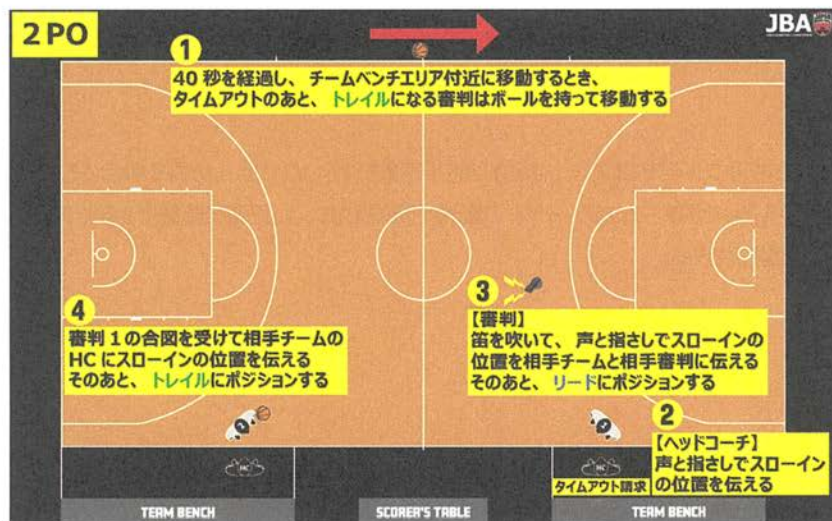 2PO
JBA
1
40秒を経過し、チームベンチエリア付近に移動するとき、
タイムアウトのあと、トレイルになる審判はボールを持って移動する
3
【審判】
笛を吹いて、声と指さしでスローインの
位置を相手チームと相手審判に伝える
そのあと、リードにポジションする
4
審判1の合図を受けて相手チームの
HCにスローインの位置を伝える
そのあと、トレイルにポジションする
2
【ヘッドコーチ】
声と指さしでスローイン
の位置を伝える
HC
HC
タイムアウト請求
TEAM BENCH
SCORER'S TABLE
TEAM BENCH